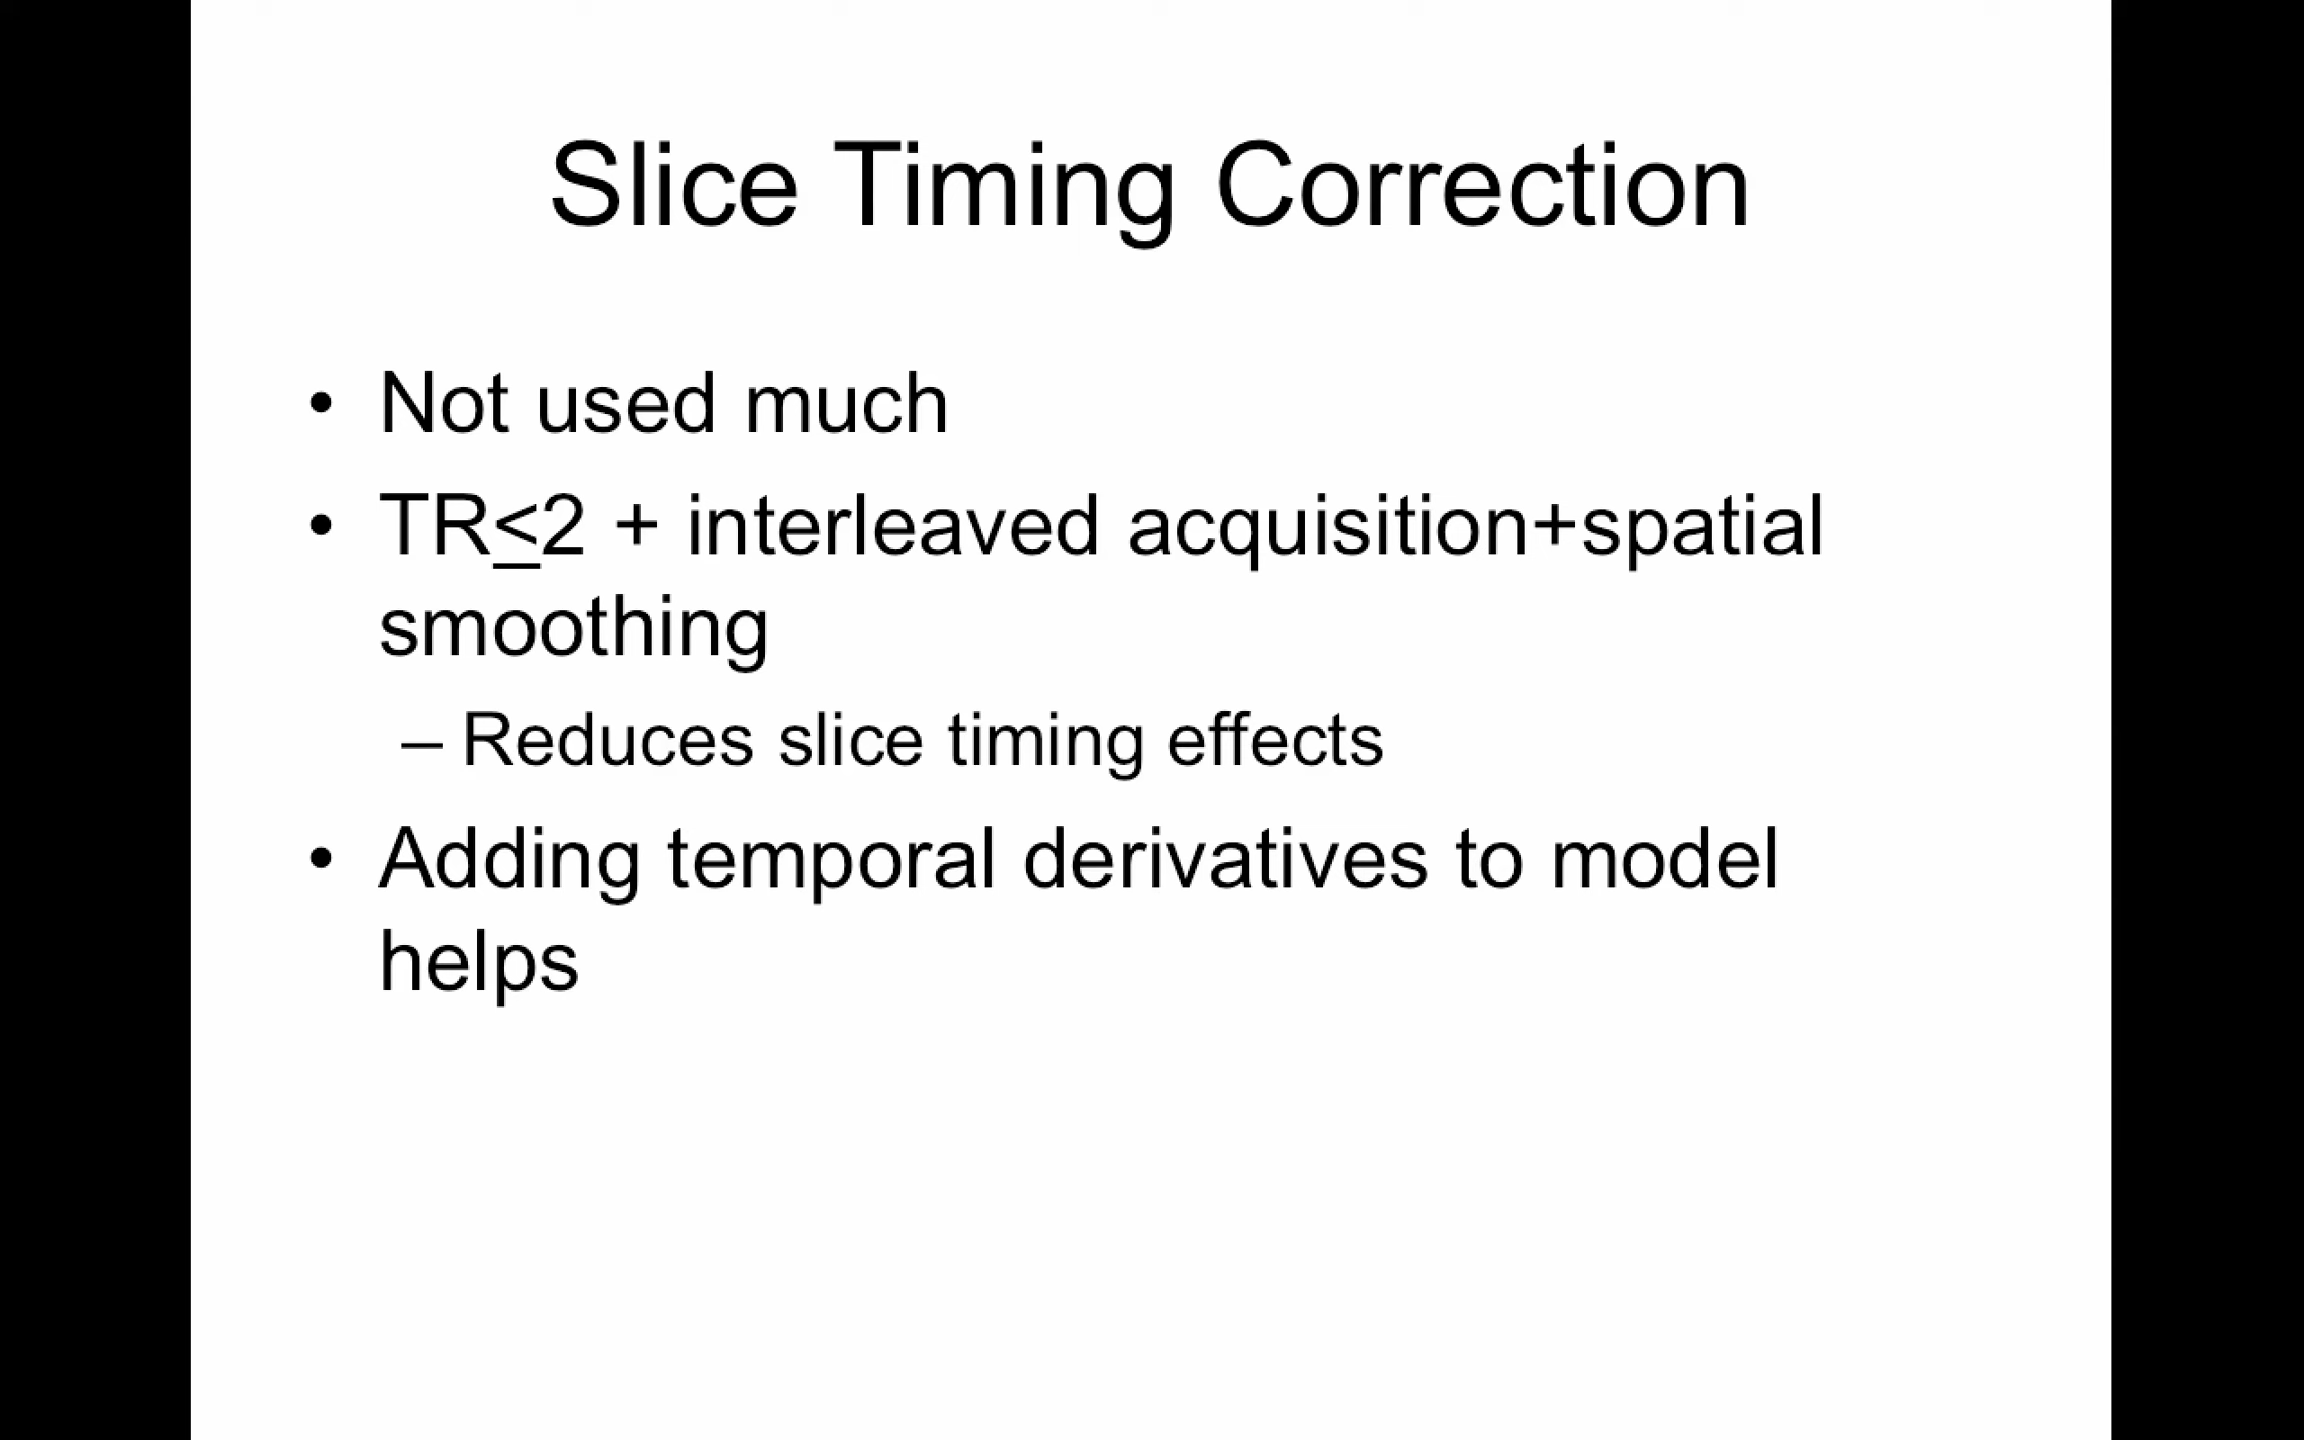 Slice Timing Correction
• Not used much
• TR<2 + interleaved acquisition+spatial
smoothing
– Reduces slice timing effects
• Adding temporal derivatives to model
helps